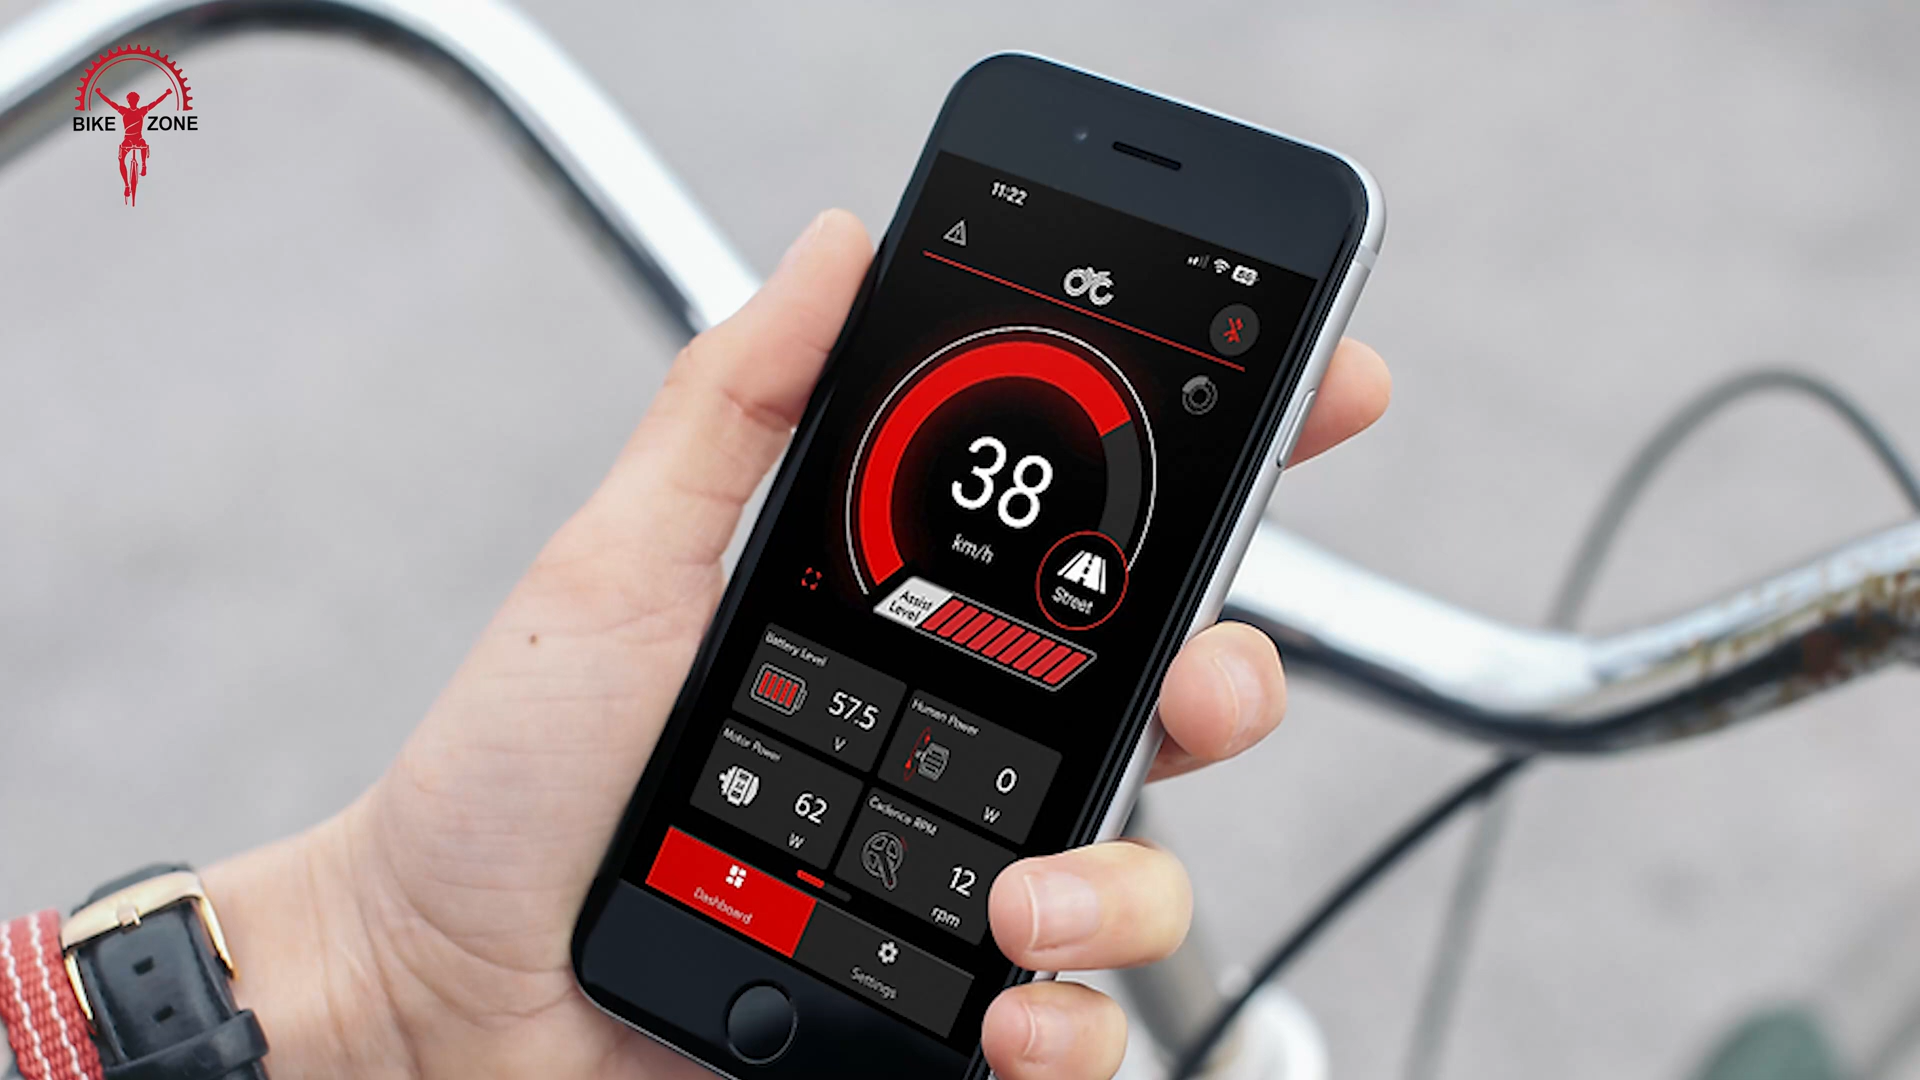 BIKE ZONE
11:22
38
km/h
Street
Assist
Level
Battery Level
57.5
V
Human Power
0
W
Motor Power
62
W
Cadence RPM
12
rpm
Dashboard
Settings